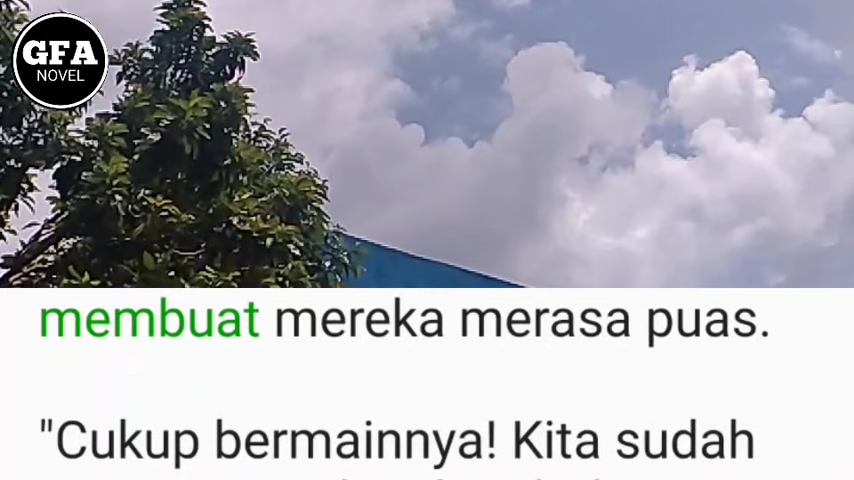 GFA
NOVEL
membuat mereka merasa puas.
"Cukup bermainnya! Kita sudah